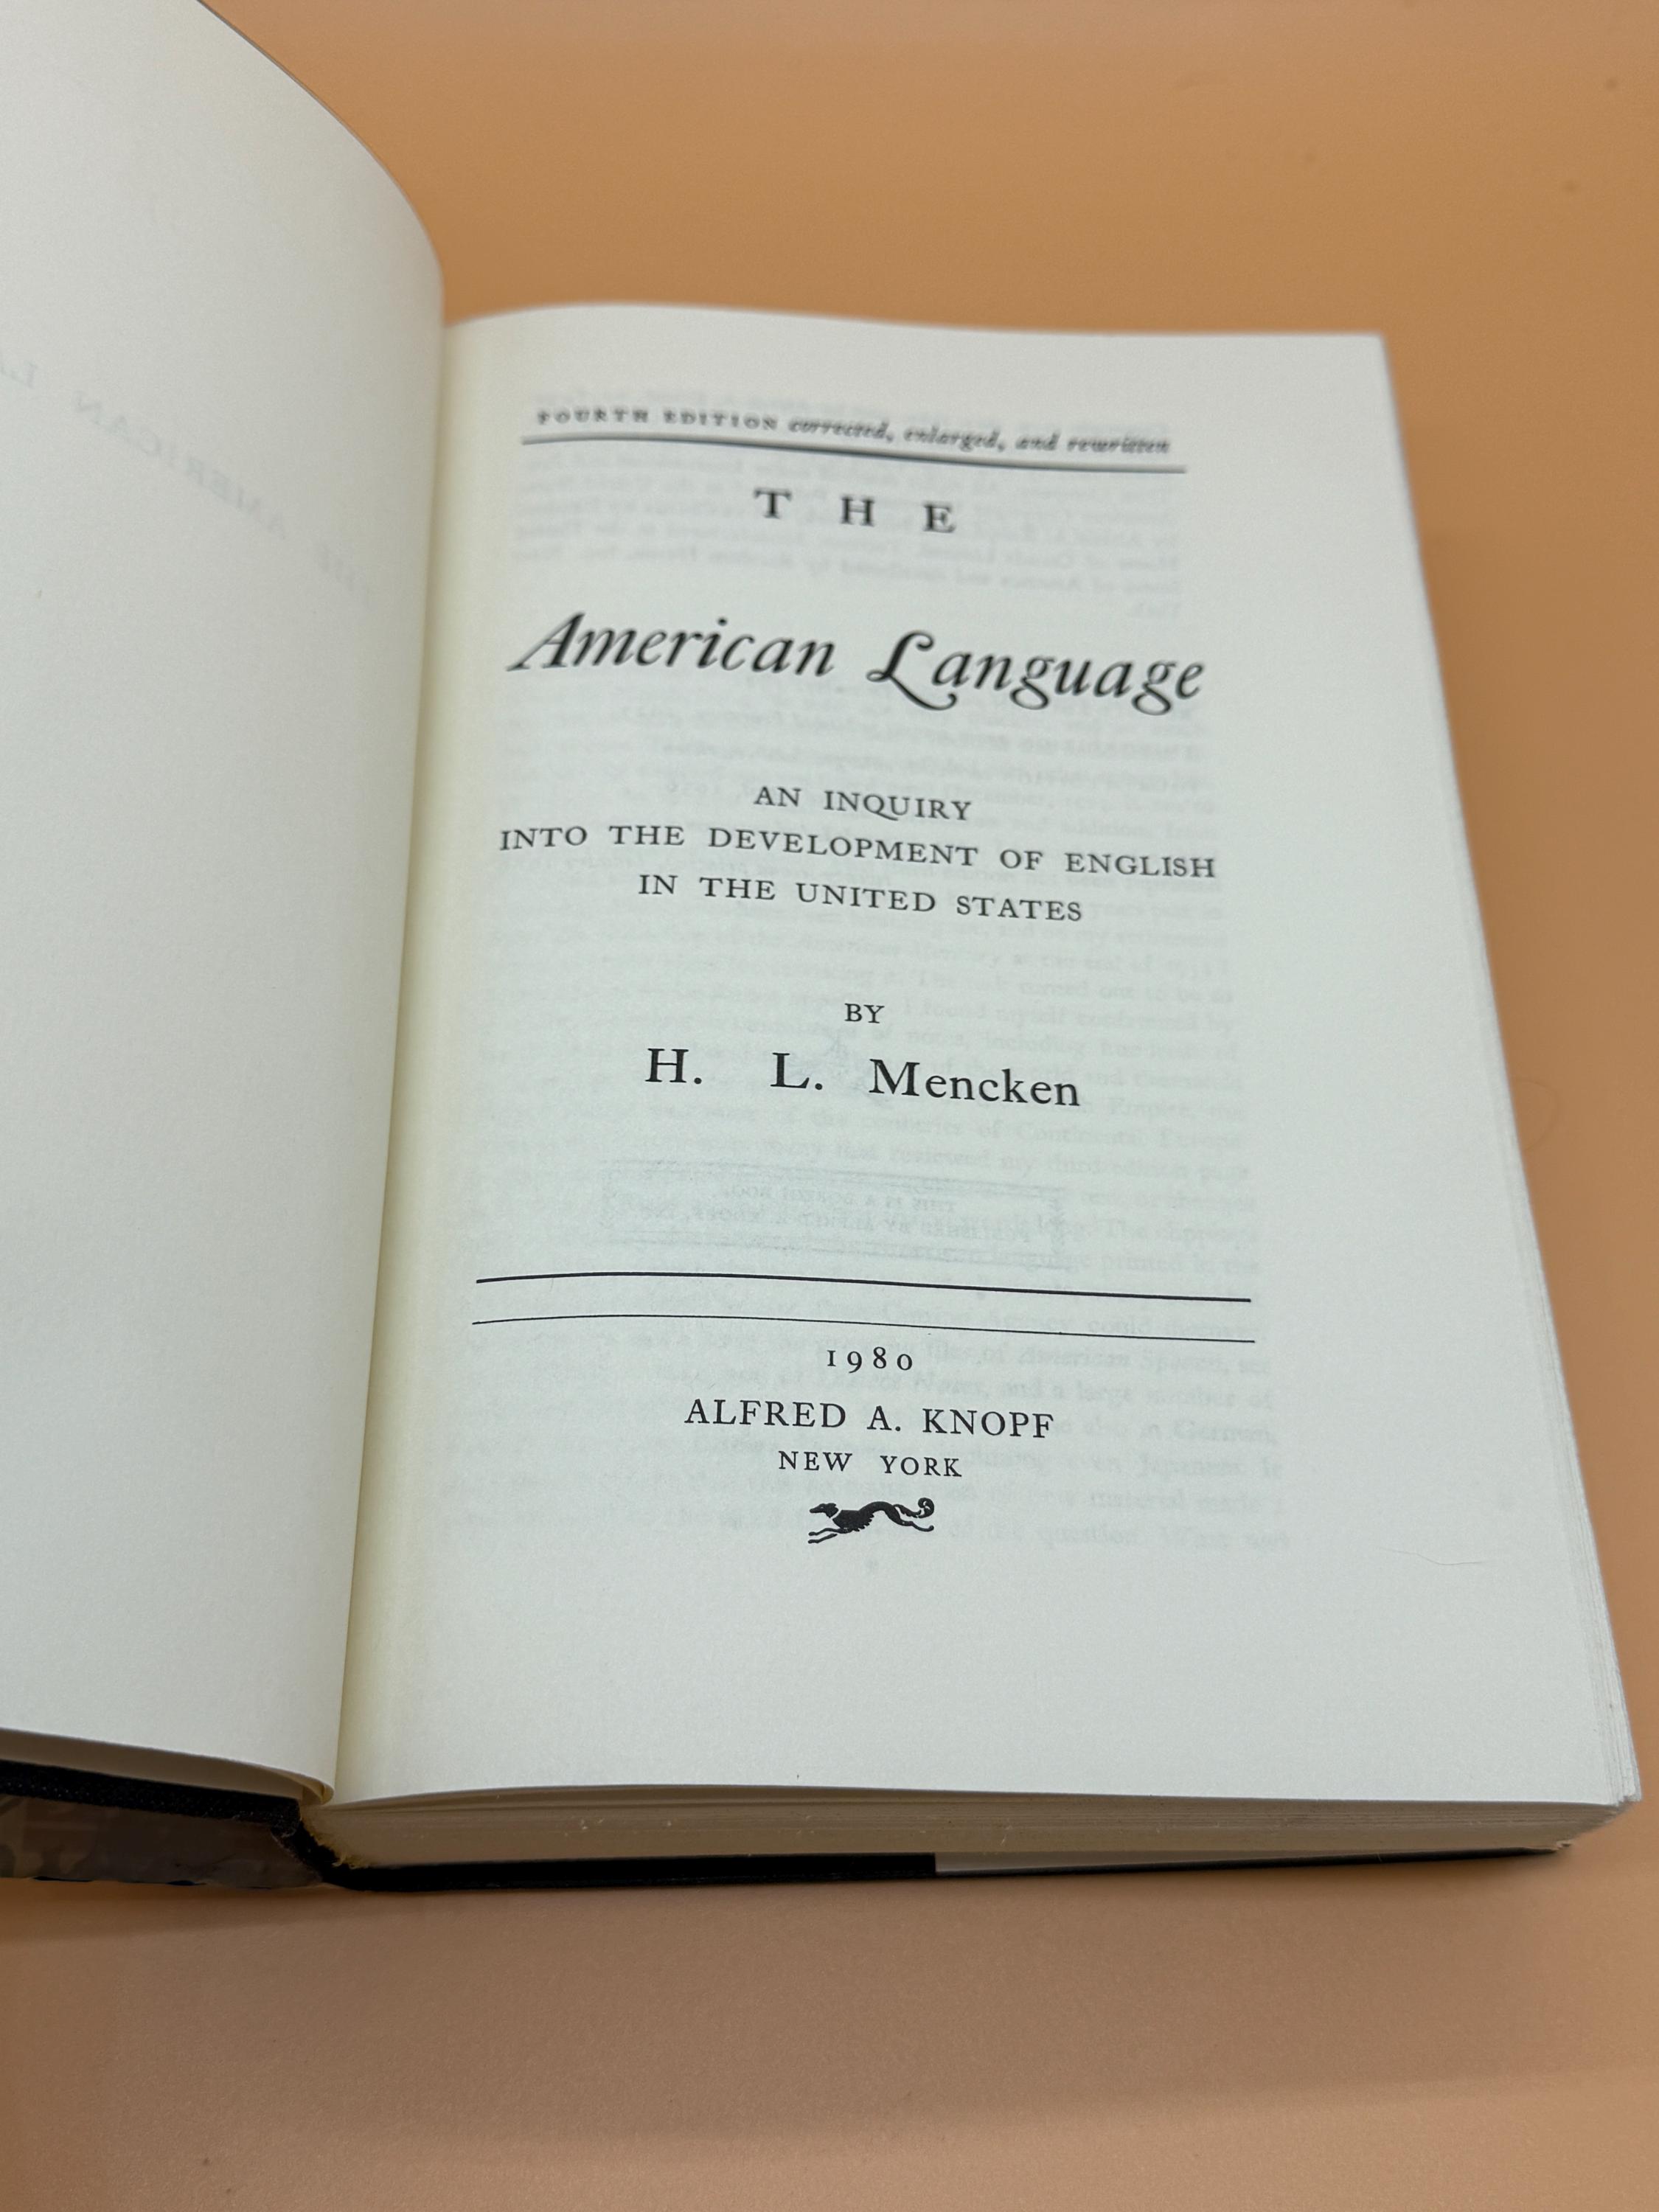 FOURTH EDITION corrected, enlarged, and rewritten
THE
American Language
AN INQUIRY
INTO THE DEVELOPMENT OF ENGLISH
IN THE UNITED STATES
BY
H. L. Mencken
1980
ALFRED A. KNOPF
NEW YORK